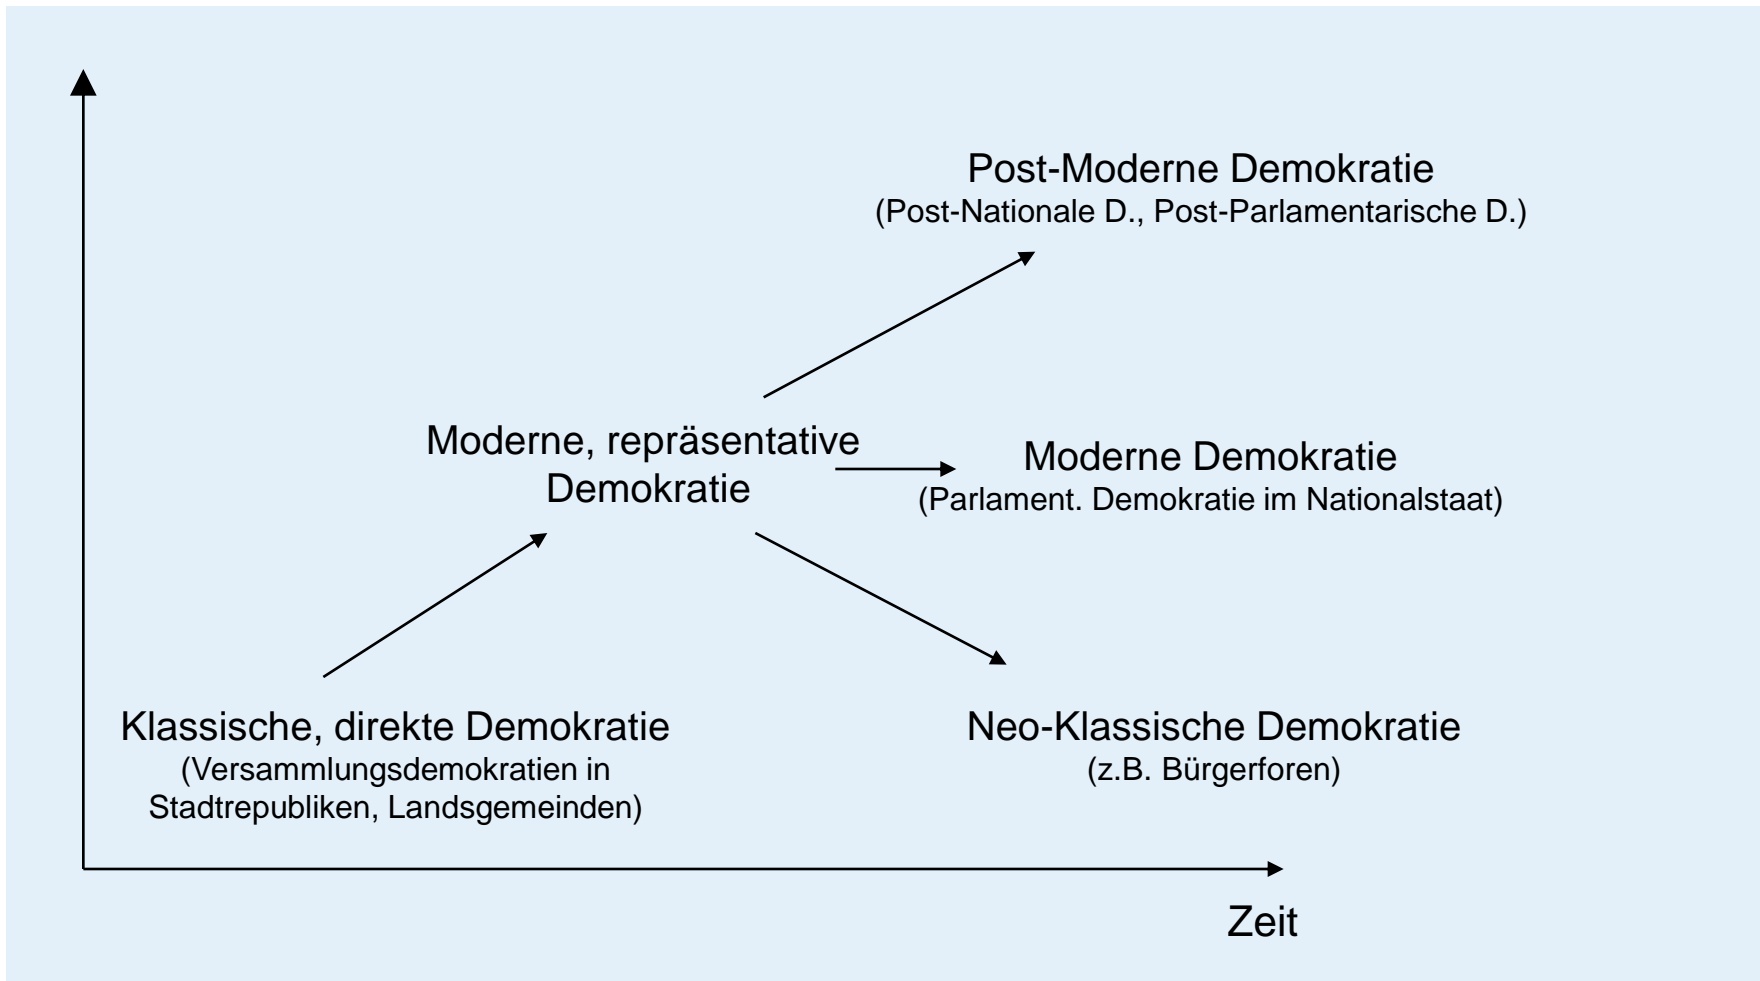 Post-Moderne Demokratie
(Post-Nationale D., Post-Parlamentarische D.)
Moderne, repräsentative
Demokratie
Moderne Demokratie
(Parlament. Demokratie im Nationalstaat)
Klassische, direkte Demokratie
(Versammlungsdemokratien in
Stadtrepubliken, Landsgemeinden)
Neo-Klassische Demokratie
(z.B. Bürgerforen)
Zeit